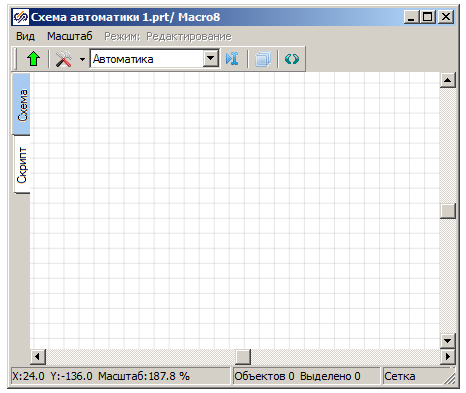 Схема автоматики 1.prt/ Macro8
Вид Масштаб Режим: Редактирование
Автоматика
Схема
Скрипт
X:24.0 Y:-136.0 Масштаб:187.8 % Объектов 0 Выделено 0 Сетка